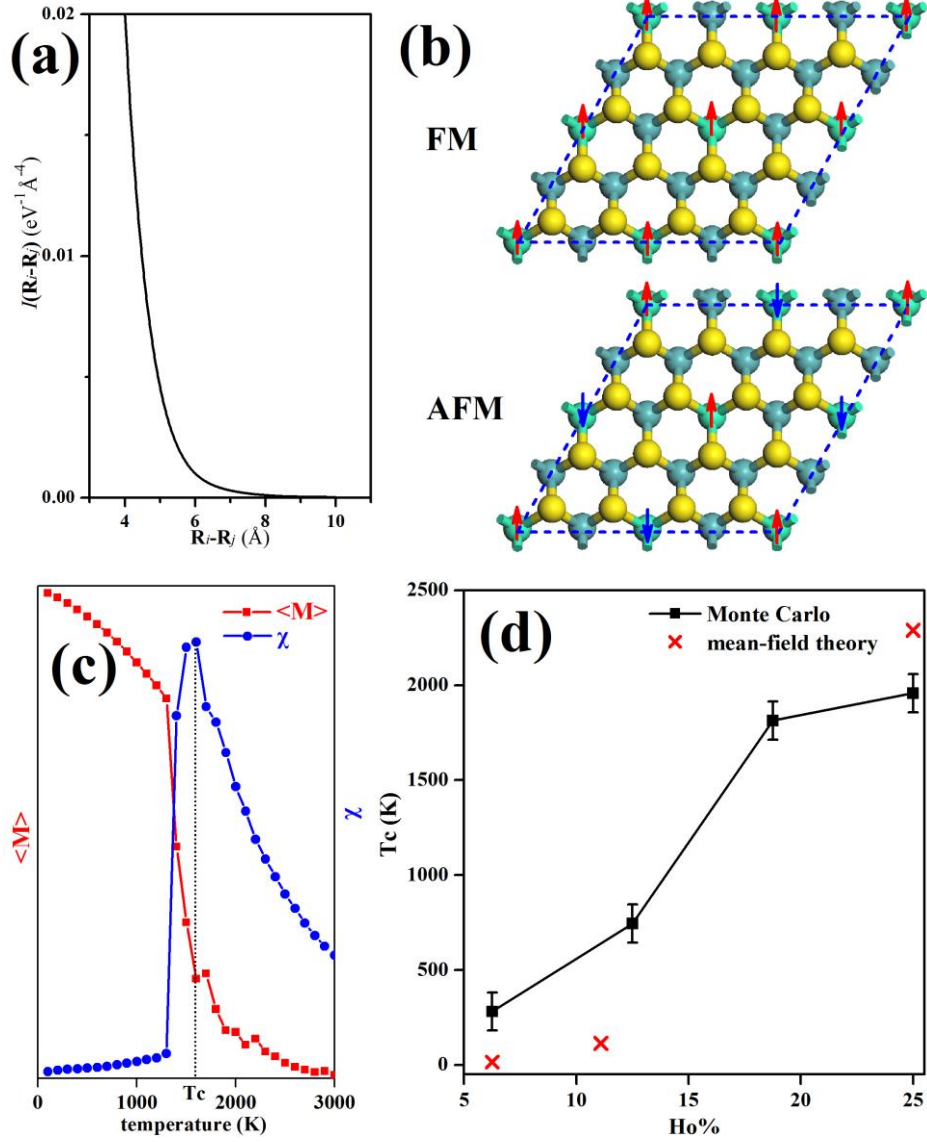 (a)
0.02
0.01
0.00
I(Ri-Rj) (eV⁻¹Å⁻⁴)
4 6 8 10
Ri-Rj (Å)
(b)
FM
AFM
(c)
<M>
χ
<M>
χ
0 1000 Tc 2000 3000
temperature (K)
(d)
Monte Carlo
mean-field theory
2500
2000
1500
1000
500
0
Tc (K)
5 10 15 20 25
Ho%